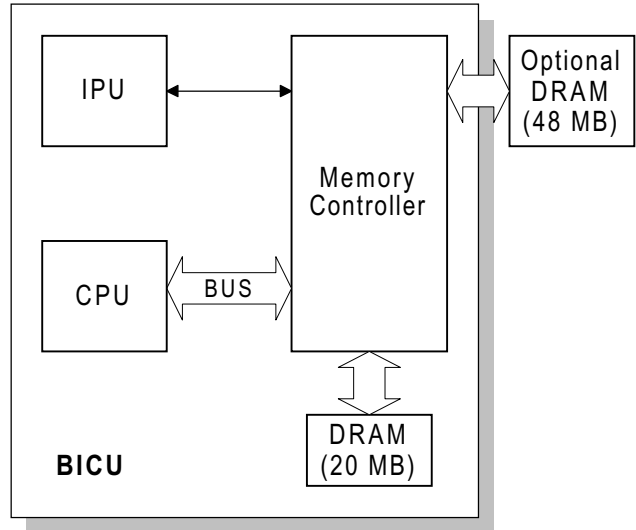 IPU
Optional
DRAM
(48 MB)
Memory
Controller
CPU
BUS
DRAM
(20 MB)
BICU